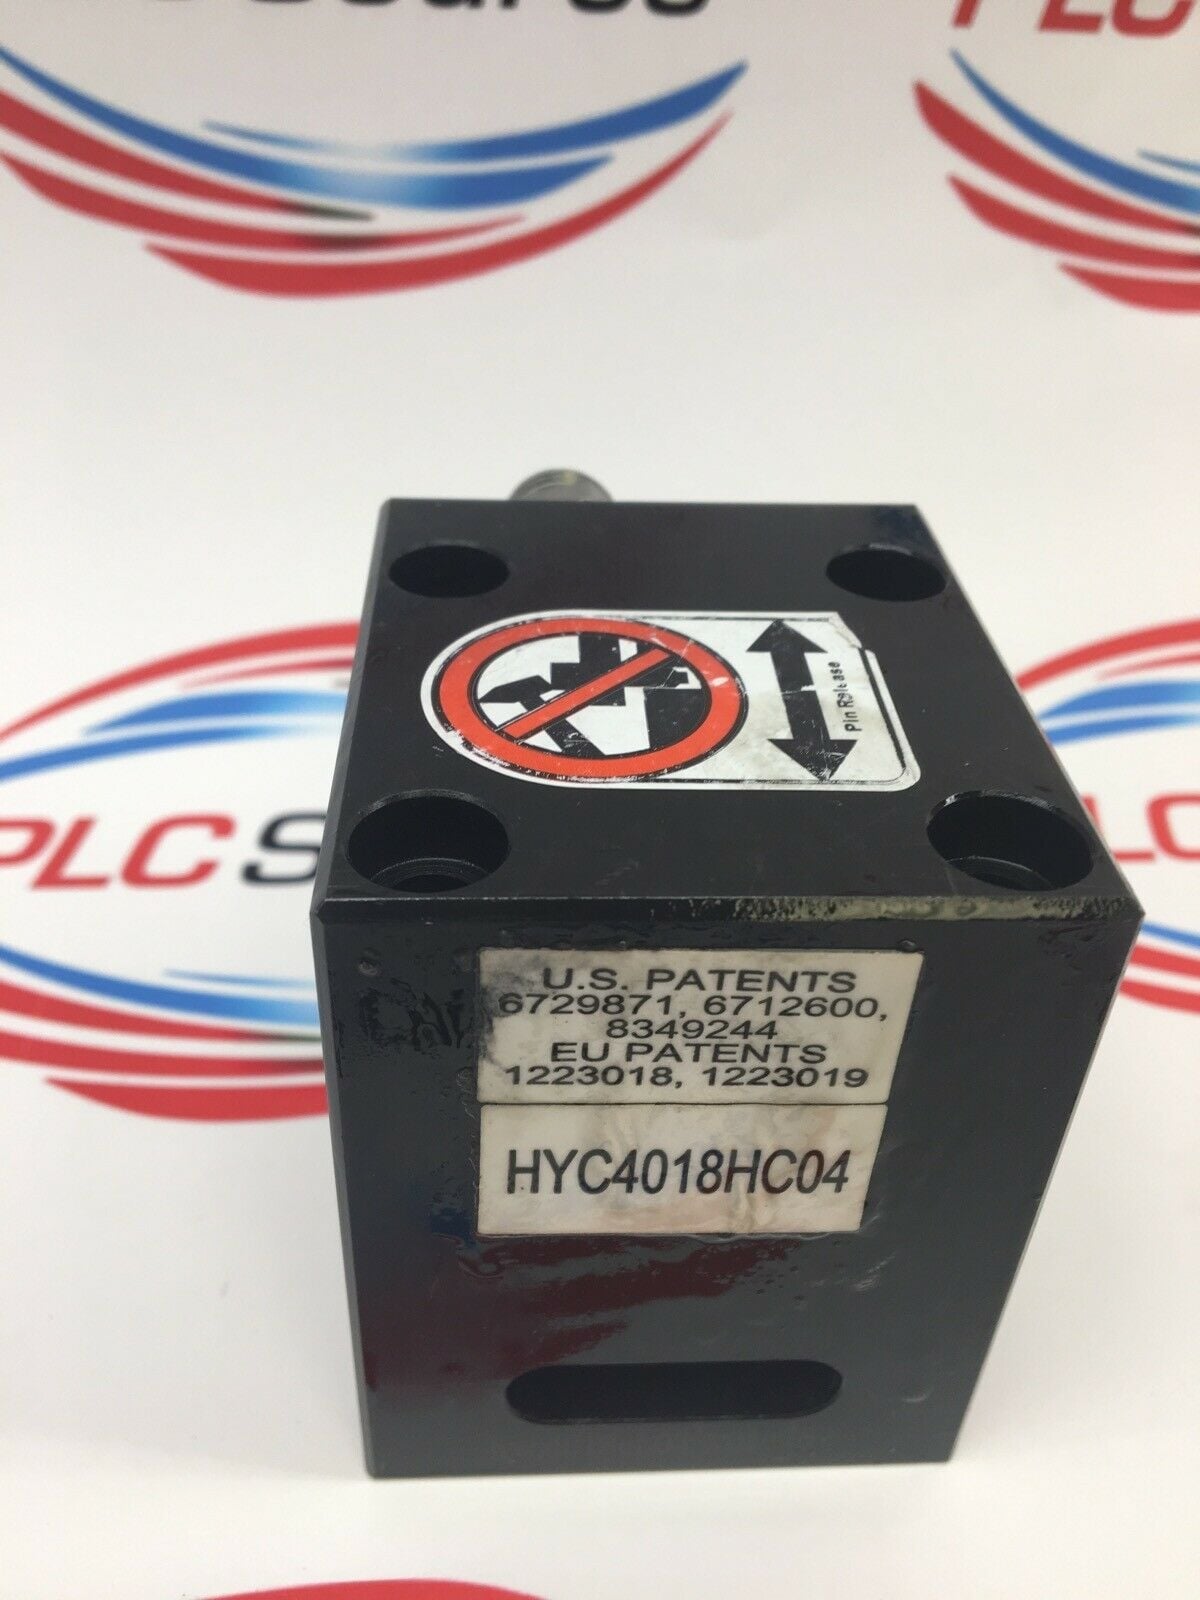 PLC
Pin Release
PLC S
U.S. PATENTS
6729871, 6712600,
8349244
EU PATENTS
1223018, 1223019
HYC4018HC04